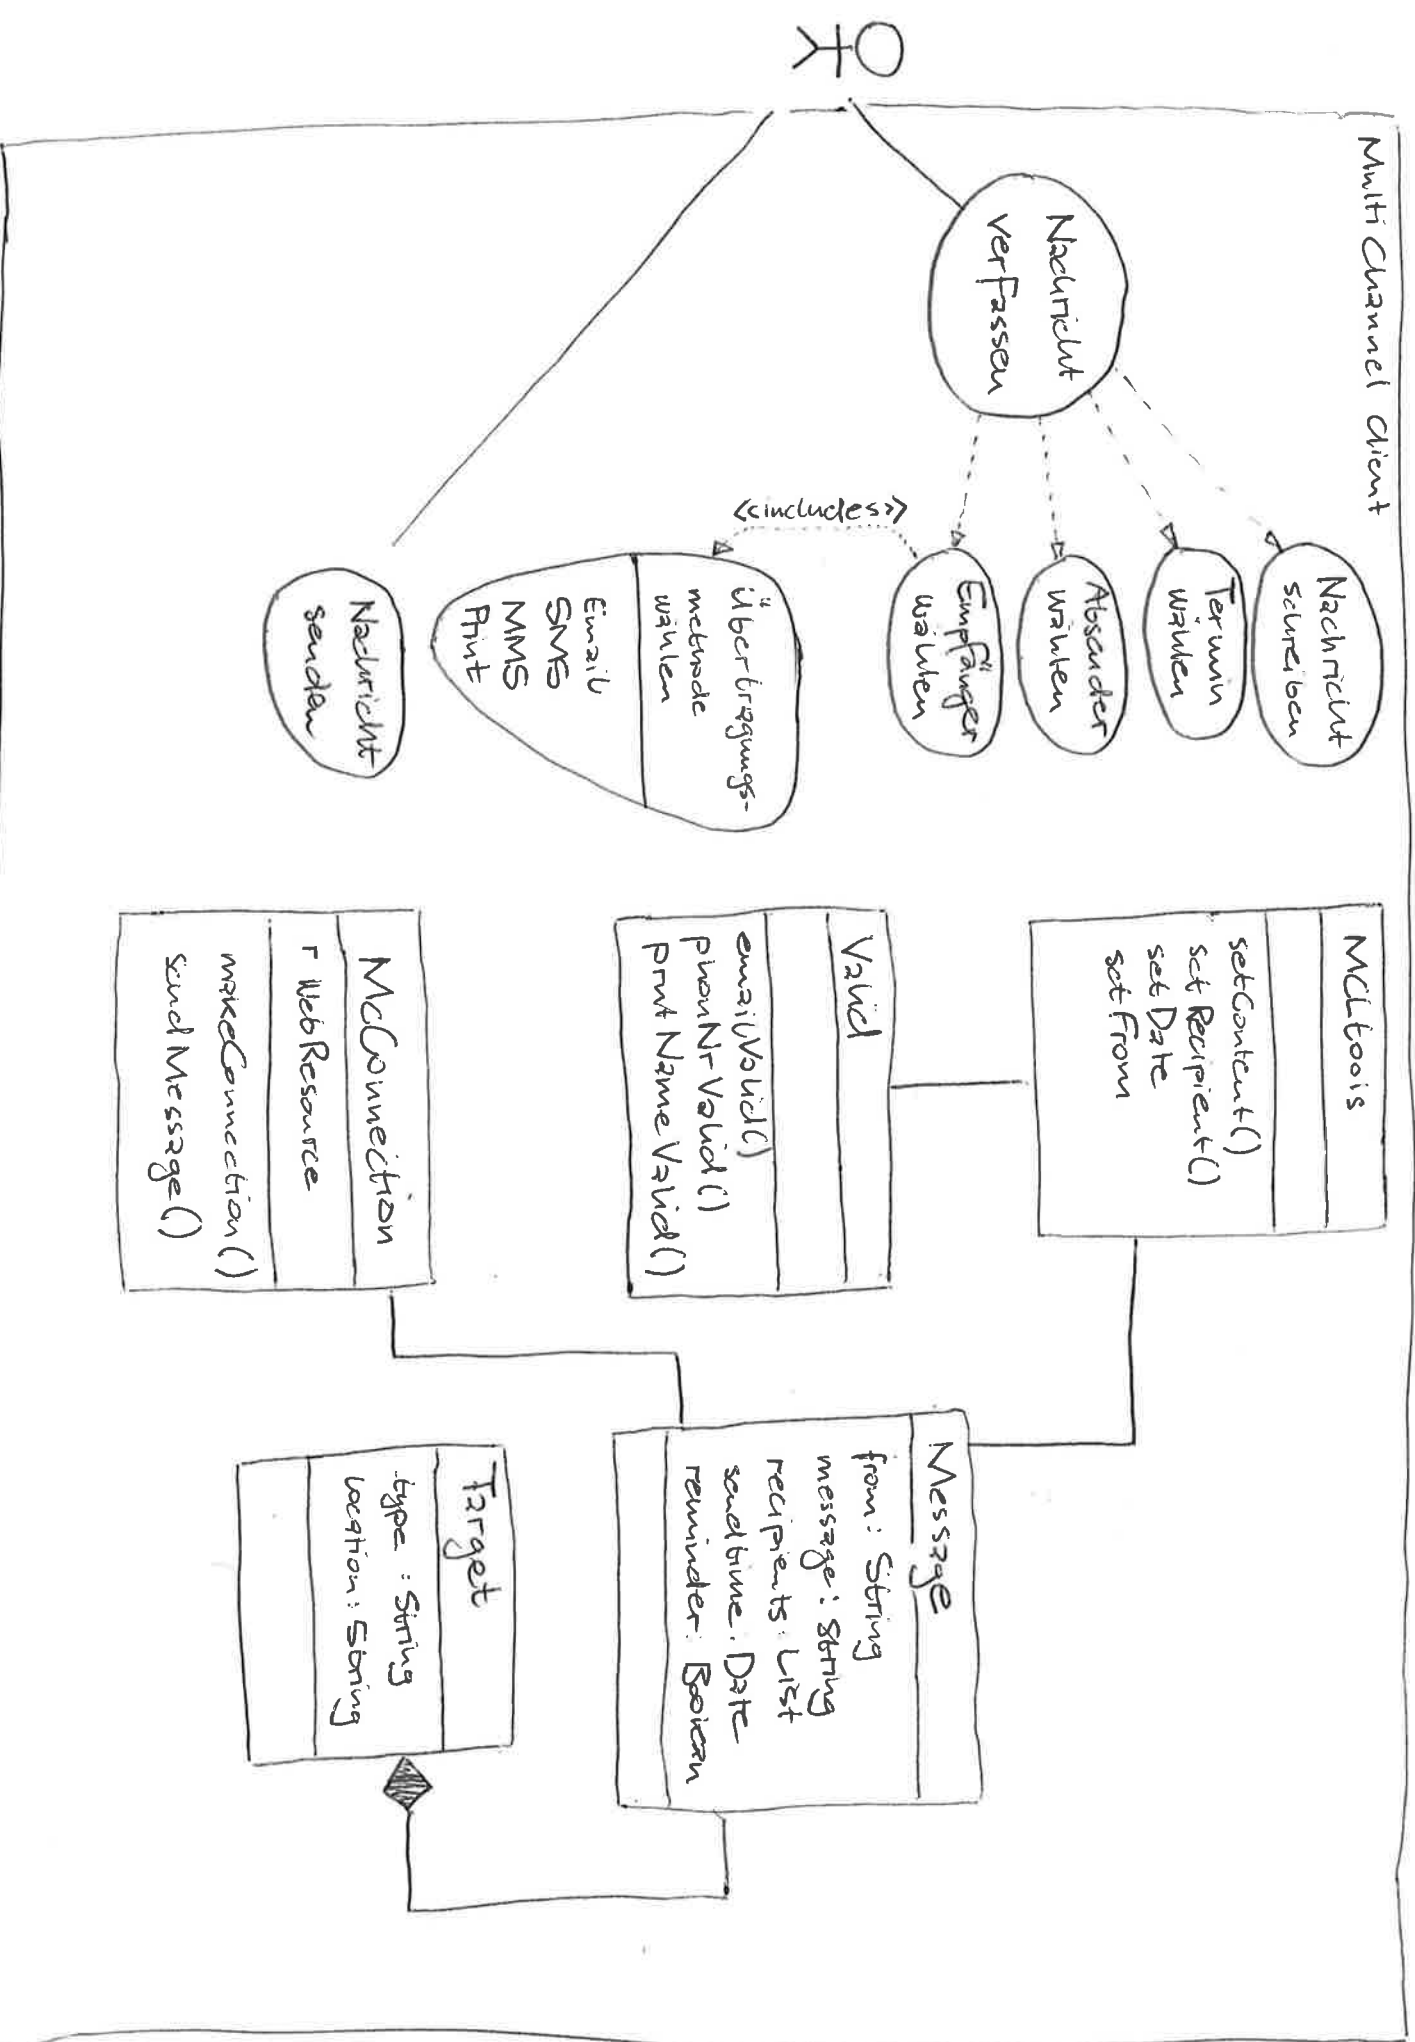 Multi Channel Client
Nachricht
verfassen
Nachricht
schreiben
Termin
wählen
Absender
wählen
Empfänger
wählen
<<includes>>
Übertragungs-
methode
wählen
Email
SMS
MMS
Print
Nachricht
senden
MCLtools
setContent()
setRecipient()
setDate
setFrom
Valid
emailValid()
phonNrValid()
printNameValid()
McConnection
r WebResource
makeConnection()
sendMessage()
Message
from: String
message: String
recipients: List
sendtime: Date
reminder: Boolean
Target
type: String
location: String